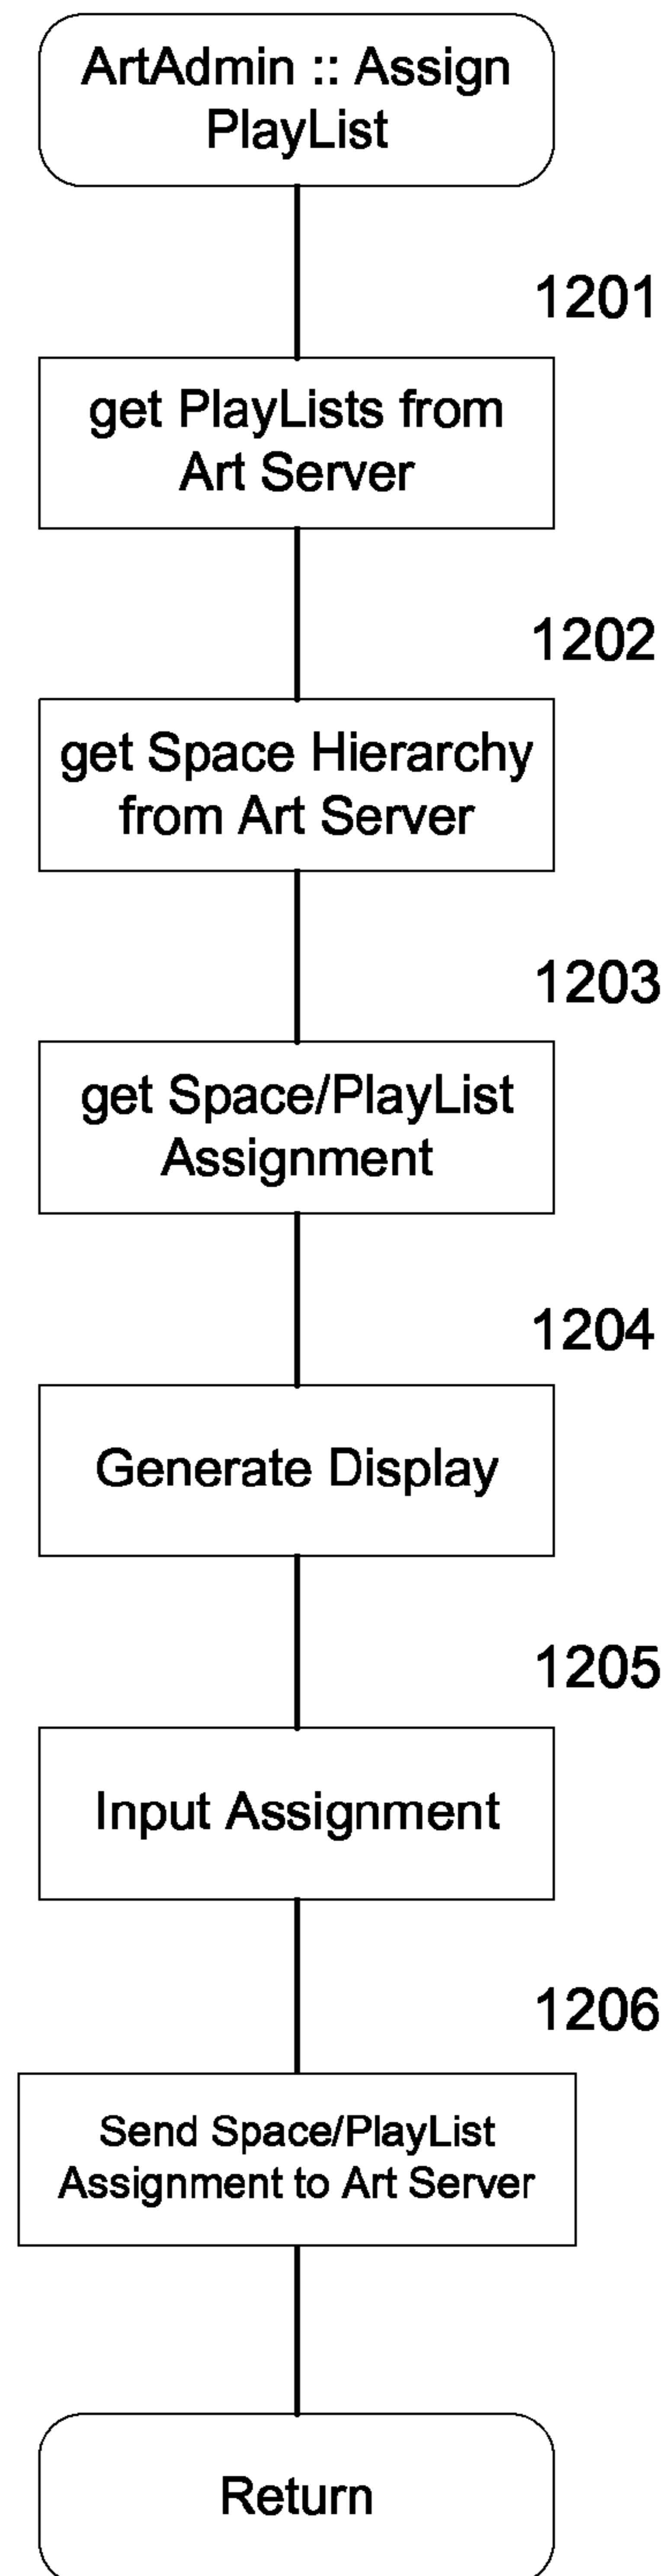 ArtAdmin :: Assign
PlayList
1201
get PlayLists from
Art Server
1202
get Space Hierarchy
from Art Server
1203
get Space/PlayList
Assignment
1204
Generate Display
1205
Input Assignment
1206
Send Space/PlayList
Assignment to Art Server
Return